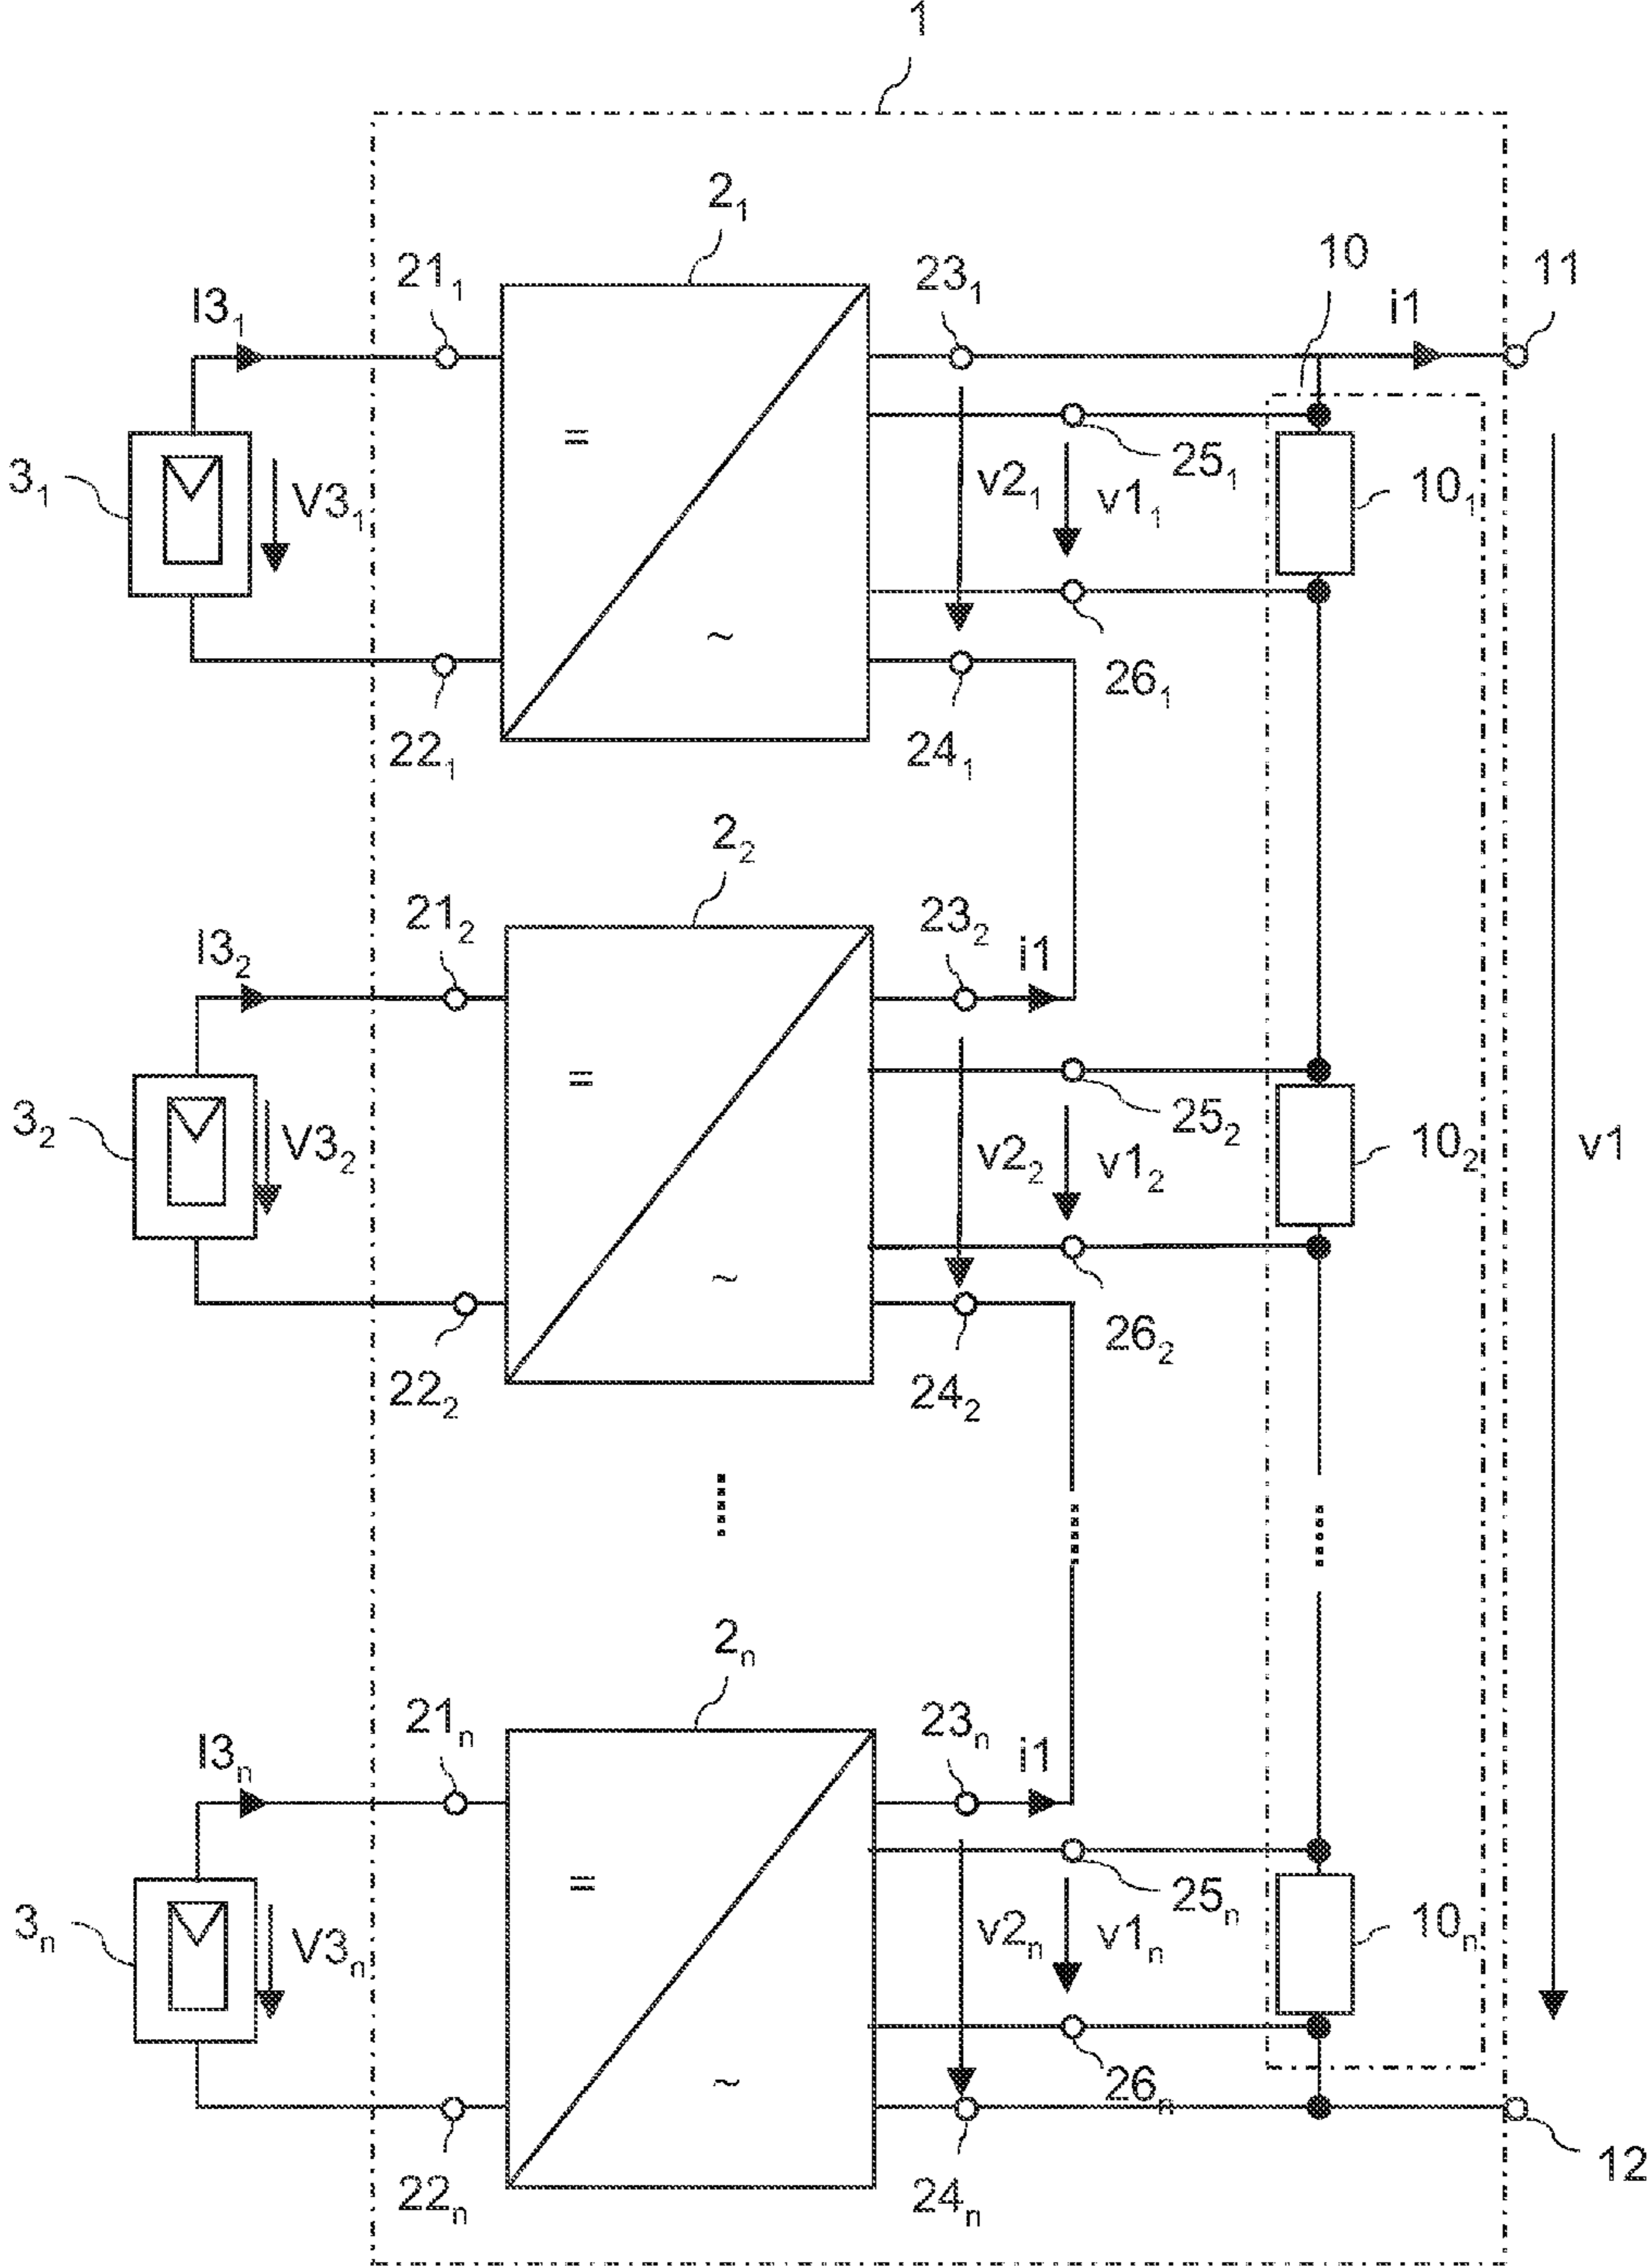 1
2₁
21₁
23₁
10
11
I3₁
i1
3₁
V3₁
=
v2₁
v1₁
25₁
10₁
~
26₁
22₁
24₁
2₂
21₂
23₂
I3₂
i1
=
3₂
V3₂
v2₂
v1₂
25₂
10₂
v1
~
26₂
22₂
24₂
2ₙ
21ₙ
23ₙ
I3ₙ
i1
=
3ₙ
V3ₙ
v2ₙ
v1ₙ
25ₙ
10ₙ
~
26ₙ
12
22ₙ
24ₙ